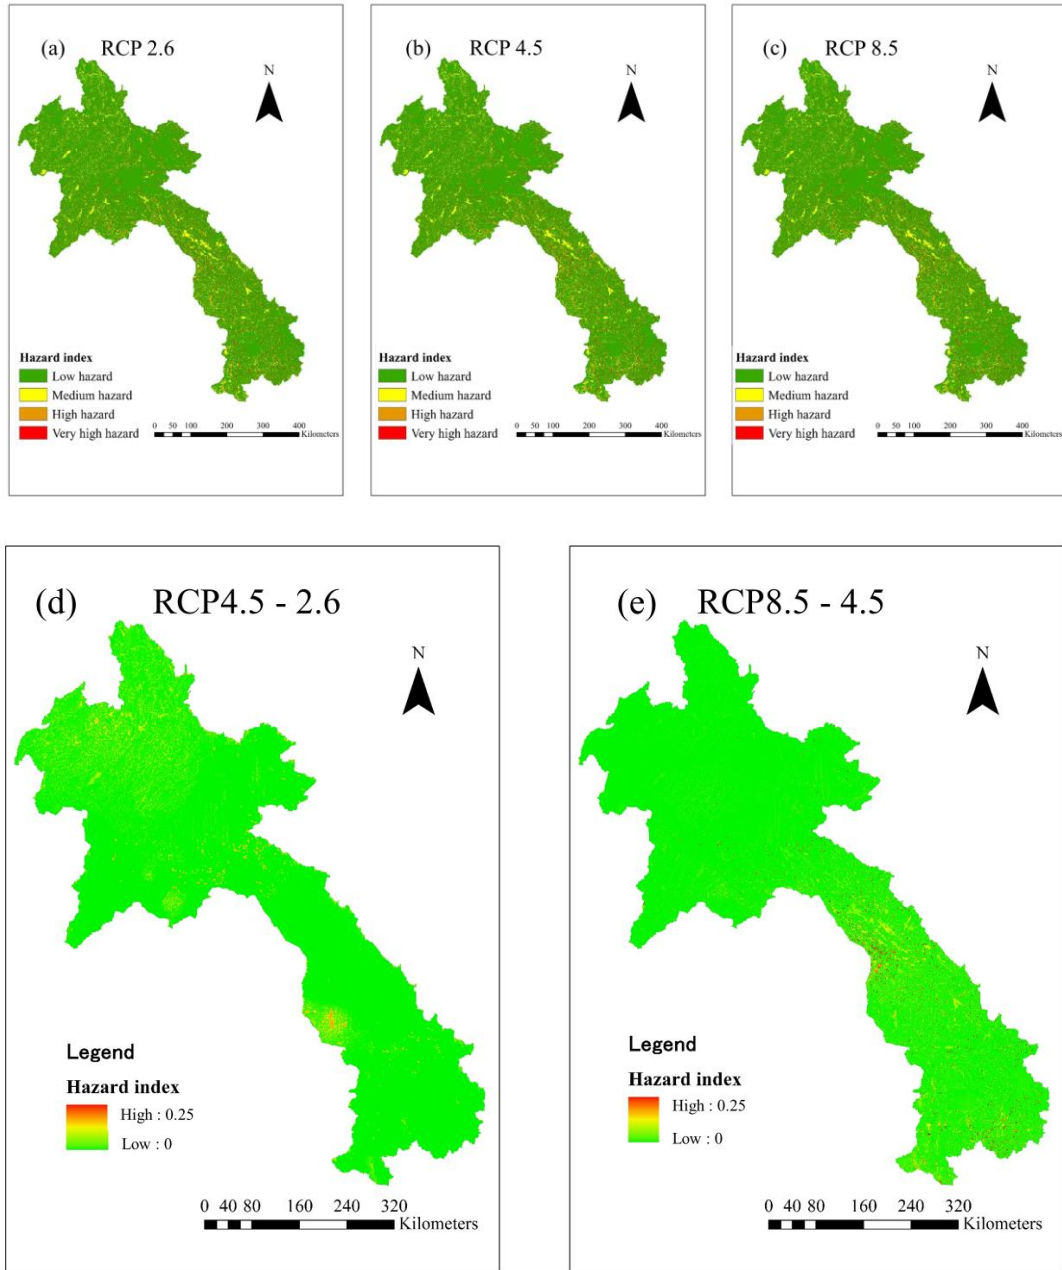 (a) RCP 2.6
N
Hazard index
Low hazard
Medium hazard
High hazard
Very high hazard
0 50 100 200 300 400
Kilometers
(b) RCP 4.5
N
Hazard index
Low hazard
Medium hazard
High hazard
Very high hazard
0 50 100 200 300 400
Kilometers
(c) RCP 8.5
N
Hazard index
Low hazard
Medium hazard
High hazard
Very high hazard
0 50 100 200 300 400
Kilometers
(d) RCP4.5 - 2.6
N
Legend
Hazard index
High : 0.25
Low : 0
0 40 80 160 240 320
Kilometers
(e) RCP8.5 - 4.5
N
Legend
Hazard index
High : 0.25
Low : 0
0 40 80 160 240 320
Kilometers